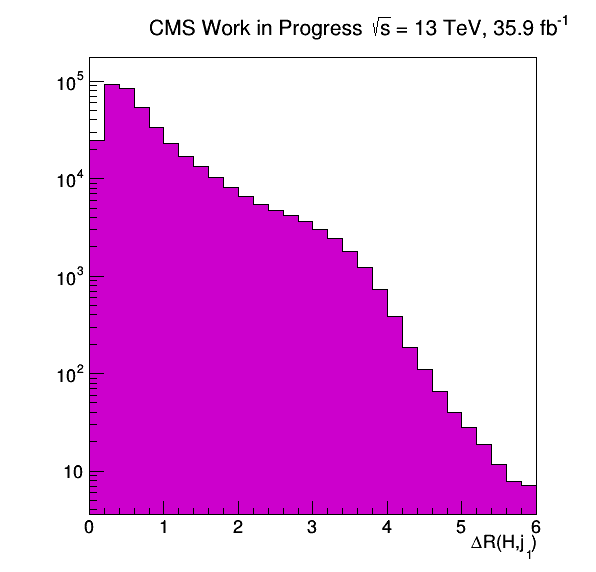 CMS Work in Progress √s = 13 TeV, 35.9 fb⁻¹
10⁵
10⁴
10³
10²
10
0 1 2 3 4 5 6
ΔR(H,j₁)